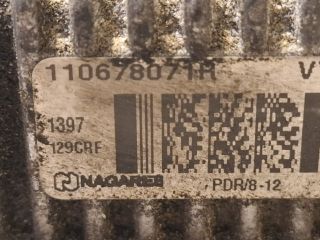 110678071R V
1397
129CRF
NAGARES PDR/8-12